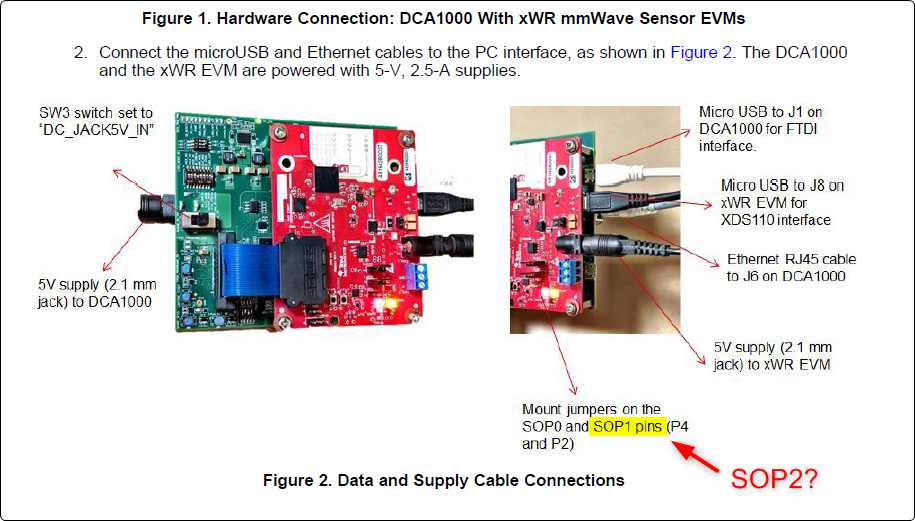 Figure 1. Hardware Connection: DCA1000 With xWR mmWave Sensor EVMs
2. Connect the microUSB and Ethernet cables to the PC interface, as shown in Figure 2. The DCA1000
and the xWR EVM are powered with 5-V, 2.5-A supplies.
SW3 switch set to
“DC_JACK5V_IN”
5V supply (2.1 mm
jack) to DCA1000
Micro USB to J1 on
DCA1000 for FTDI
interface.
Micro USB to J8 on
xWR EVM for
XDS110 interface
Ethernet RJ45 cable
to J6 on DCA1000
5V supply (2.1 mm
jack) to xWR EVM
Mount jumpers on the
SOP0 and SOP1 pins (P4
and P2)
SOP2?
Figure 2. Data and Supply Cable Connections